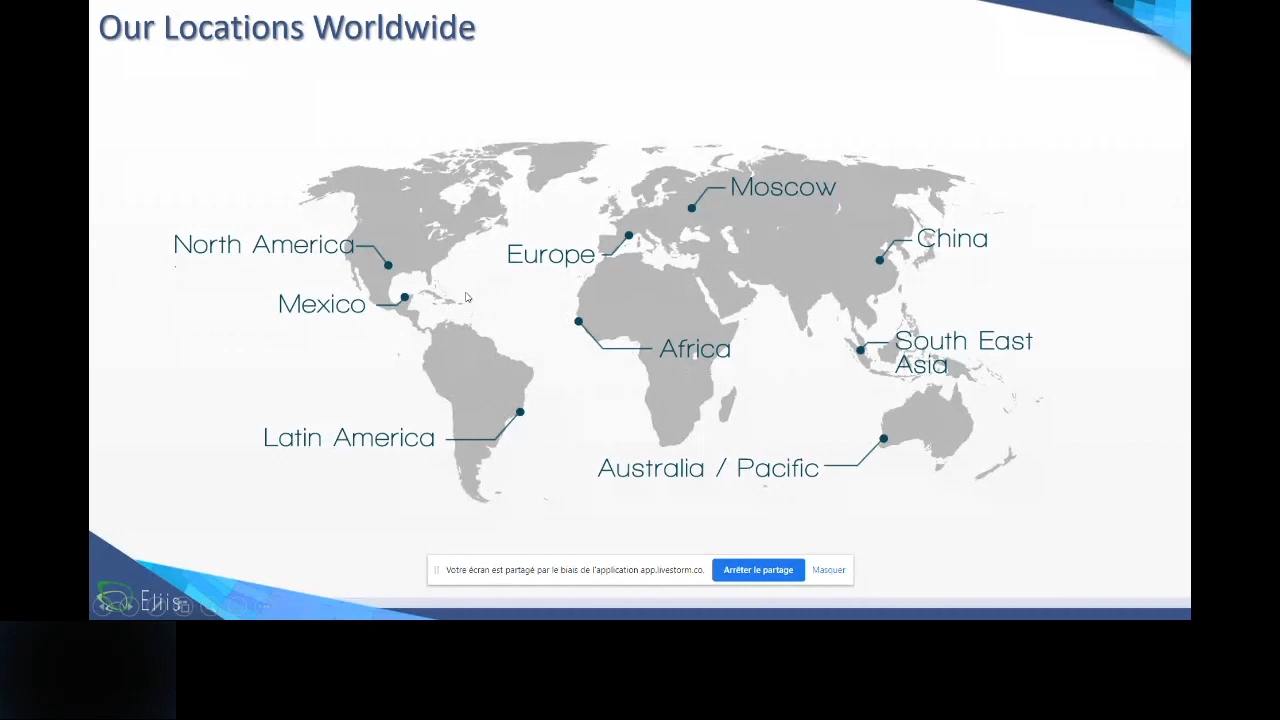 Our Locations Worldwide
Moscow
China
North America
Europe
Mexico
South East
Asia
Africa
Latin America
Australia / Pacific
Votre écran est partagé par le biais de l'application app.livestorm.co.
Arrêter le partage
Masquer
Eliis